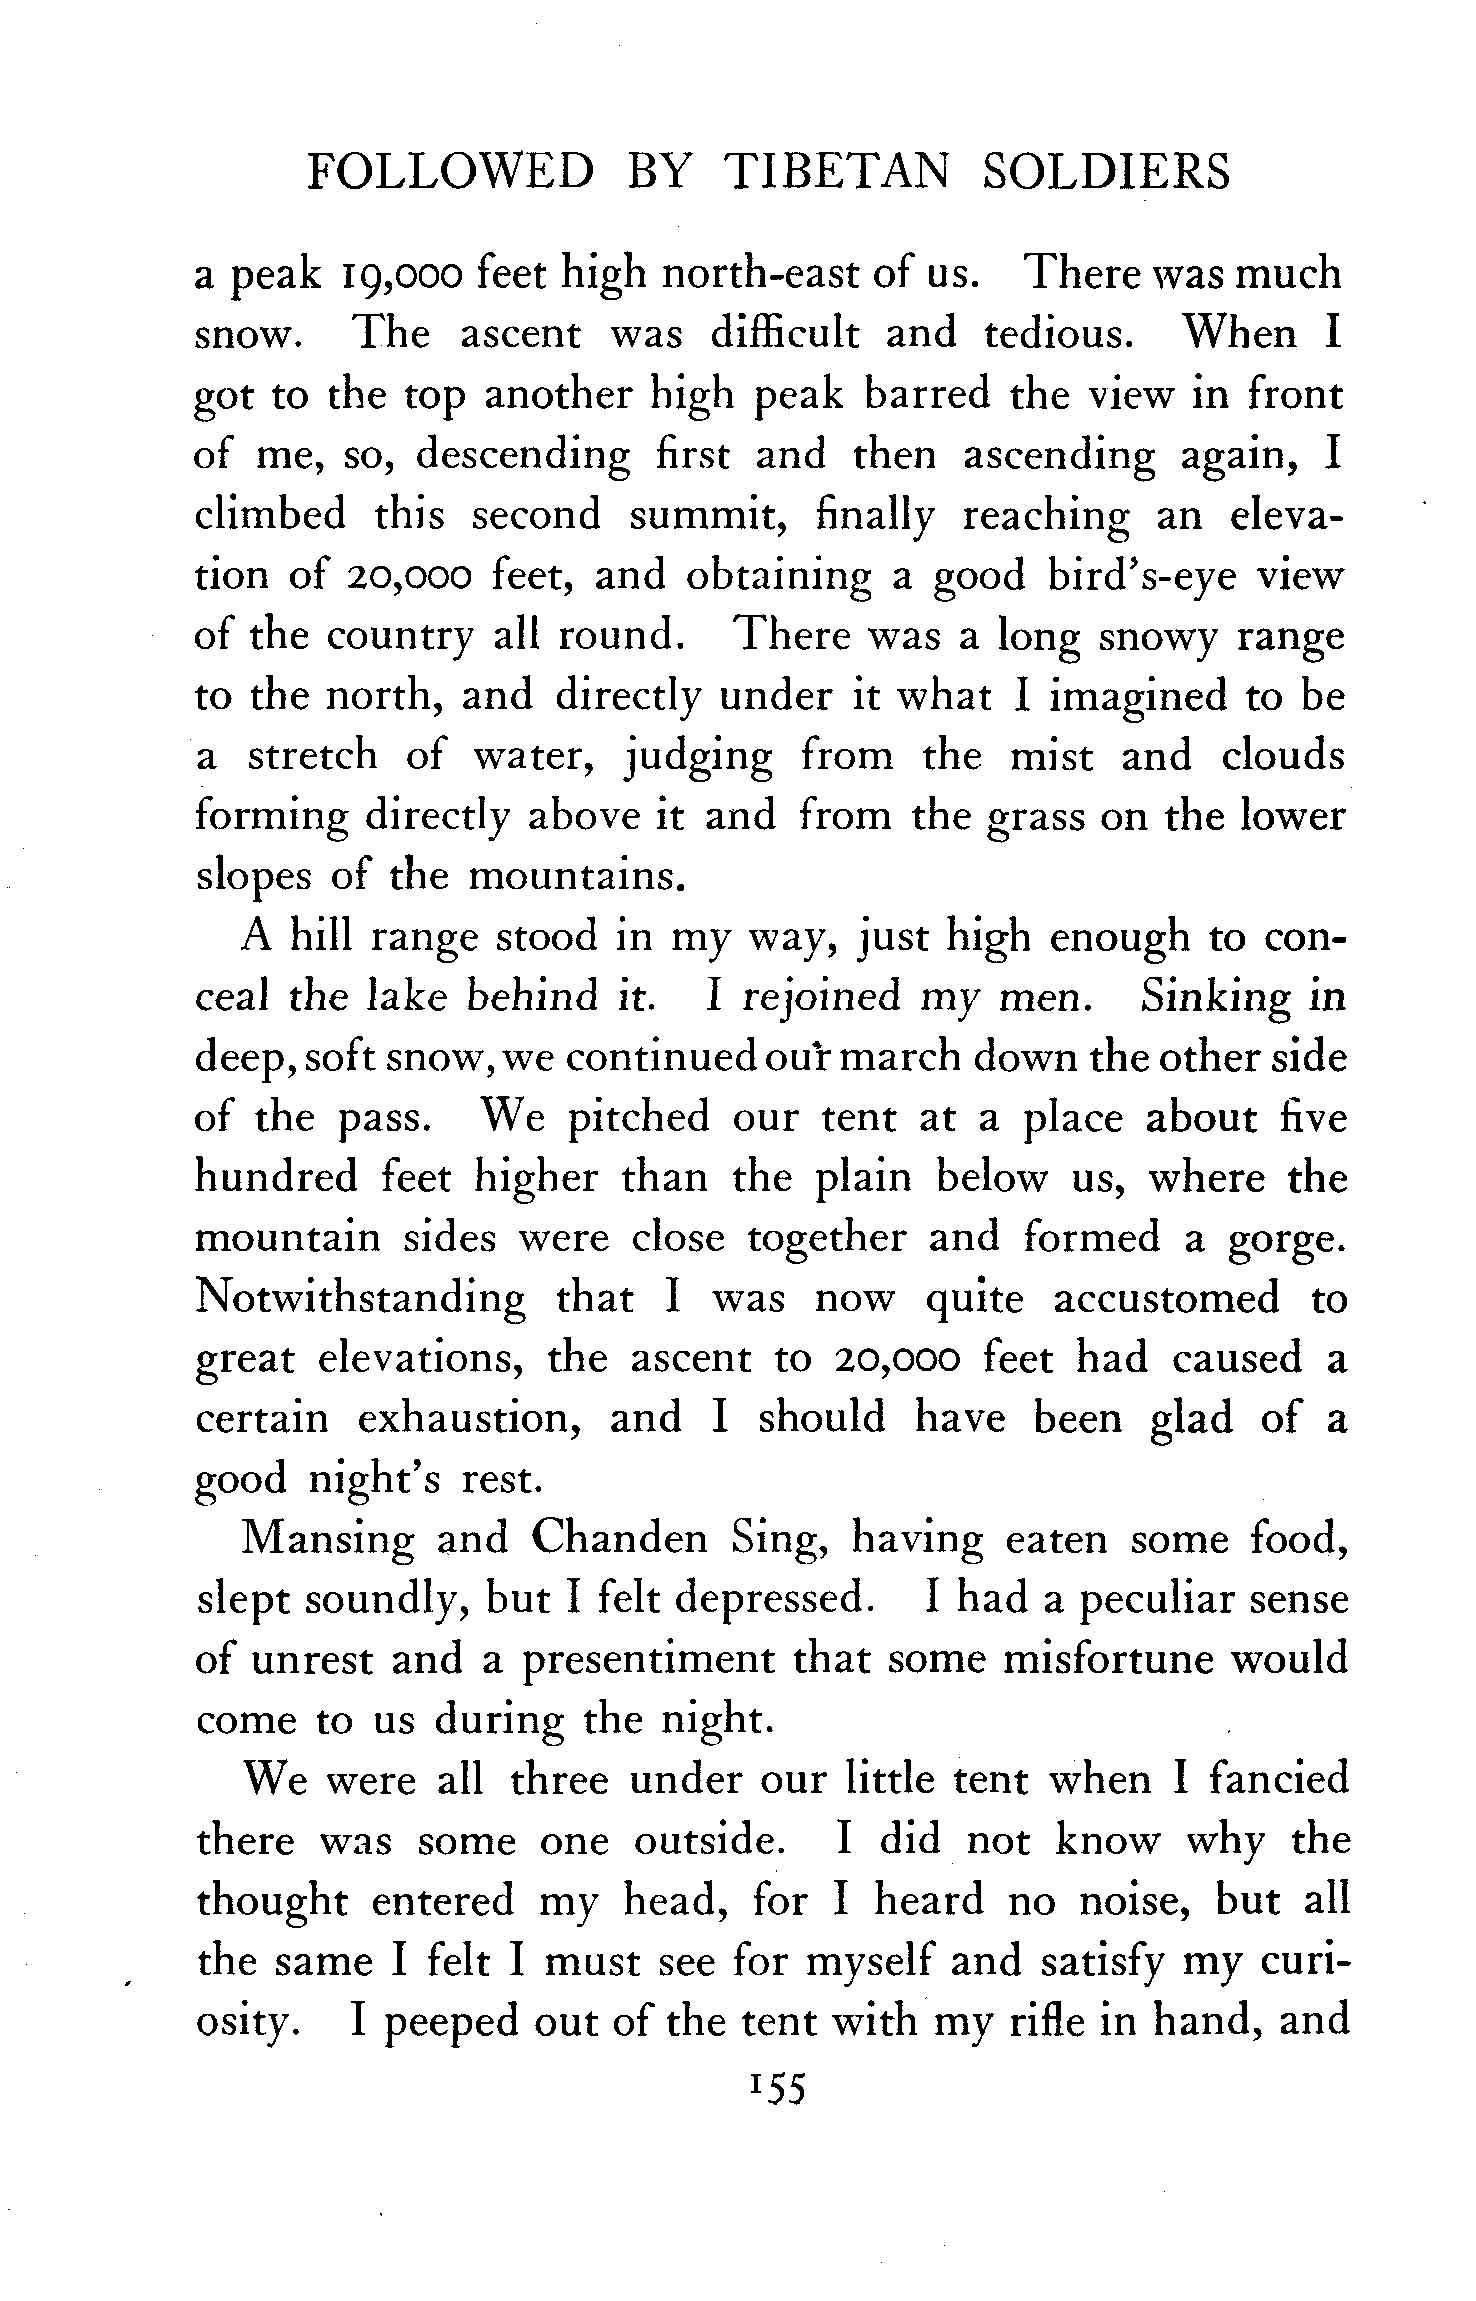 FOLLOWED BY TIBETAN SOLDIERS
a peak 19,000 feet high north-east of us. There was much
snow. The ascent was difficult and tedious. When I
got to the top another high peak barred the view in front
of me, so, descending first and then ascending again, I
climbed this second summit, finally reaching an eleva-
tion of 20,000 feet, and obtaining a good bird's-eye view
of the country all round. There was a long snowy range
to the north, and directly under it what I imagined to be
a stretch of water, judging from the mist and clouds
forming directly above it and from the grass on the lower
slopes of the mountains.
A hill range stood in my way, just high enough to con-
ceal the lake behind it. I rejoined my men. Sinking in
deep, soft snow, we continued our march down the other side
of the pass. We pitched our tent at a place about five
hundred feet higher than the plain below us, where the
mountain sides were close together and formed a gorge.
Notwithstanding that I was now quite accustomed to
great elevations, the ascent to 20,000 feet had caused a
certain exhaustion, and I should have been glad of a
good night's rest.
Mansing and Chanden Sing, having eaten some food,
slept soundly, but I felt depressed. I had a peculiar sense
of unrest and a presentiment that some misfortune would
come to us during the night.
We were all three under our little tent when I fancied
there was some one outside. I did not know why the
thought entered my head, for I heard no noise, but all
the same I felt I must see for myself and satisfy my curi-
osity. I peeped out of the tent with my rifle in hand, and
155